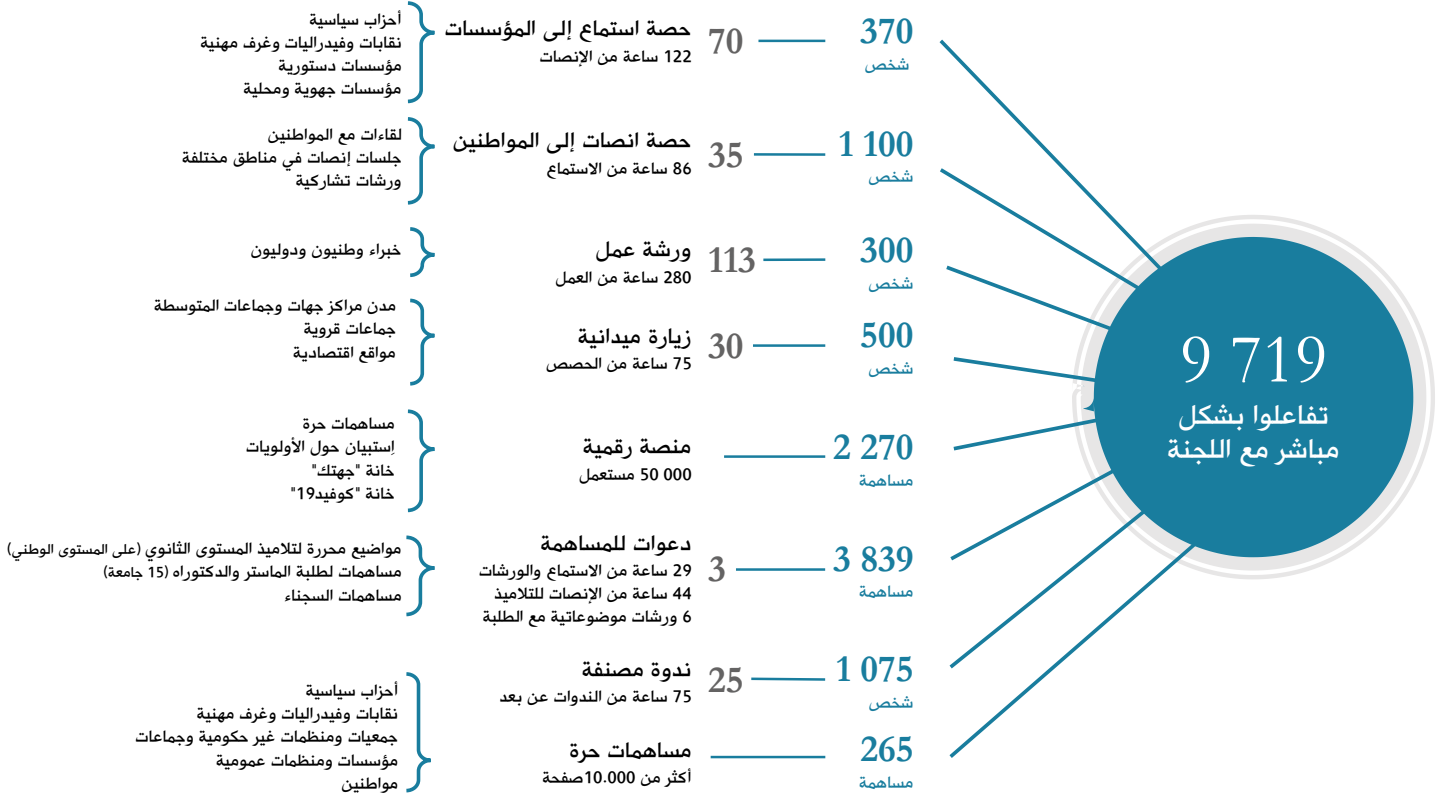 9 719
تفاعلوا بشكل
مباشر مع اللجنة
370
شخص
70
حصة استماع إلى المؤسسات
122 ساعة من الإنصات
أحزاب سياسية
نقابات وفيدراليات وغرف مهنية
مؤسسات دستورية
مؤسسات جهوية ومحلية
1 100
شخص
35
حصة انصات إلى المواطنين
86 ساعة من الاستماع
لقاءات مع المواطنين
جلسات إنصات في مناطق مختلفة
ورشات تشاركية
300
شخص
113
ورشة عمل
280 ساعة من العمل
خبراء وطنيون ودوليون
500
شخص
30
زيارة ميدانية
75 ساعة من الحصص
مدن مراكز جهات وجماعات المتوسطة
جماعات قروية
مواقع اقتصادية
2 270
مساهمة
منصة رقمية
50 000 مستعمل
مساهمات حرة
إستبيان حول الأولويات
خانة "جهتك"
خانة "كوفيد19"
3 839
مساهمة
3
دعوات للمساهمة
29 ساعة من الاستماع والورشات
44 ساعة من الإنصات للتلاميذ
6 ورشات موضوعاتية مع الطلبة
مواضيع محررة لتلاميذ المستوى الثانوي (على المستوى الوطني)
مساهمات لطلبة الماستر والدكتوراه (15 جامعة)
مساهمات السجناء
1 075
شخص
25
ندوة مصنفة
75 ساعة من الندوات عن بعد
265
مساهمة
مساهمات حرة
أكثر من 10.000صفحة
أحزاب سياسية
نقابات وفيدراليات وغرف مهنية
جمعيات ومنظمات غير حكومية وجماعات
مؤسسات ومنظمات عمومية
مواطنين